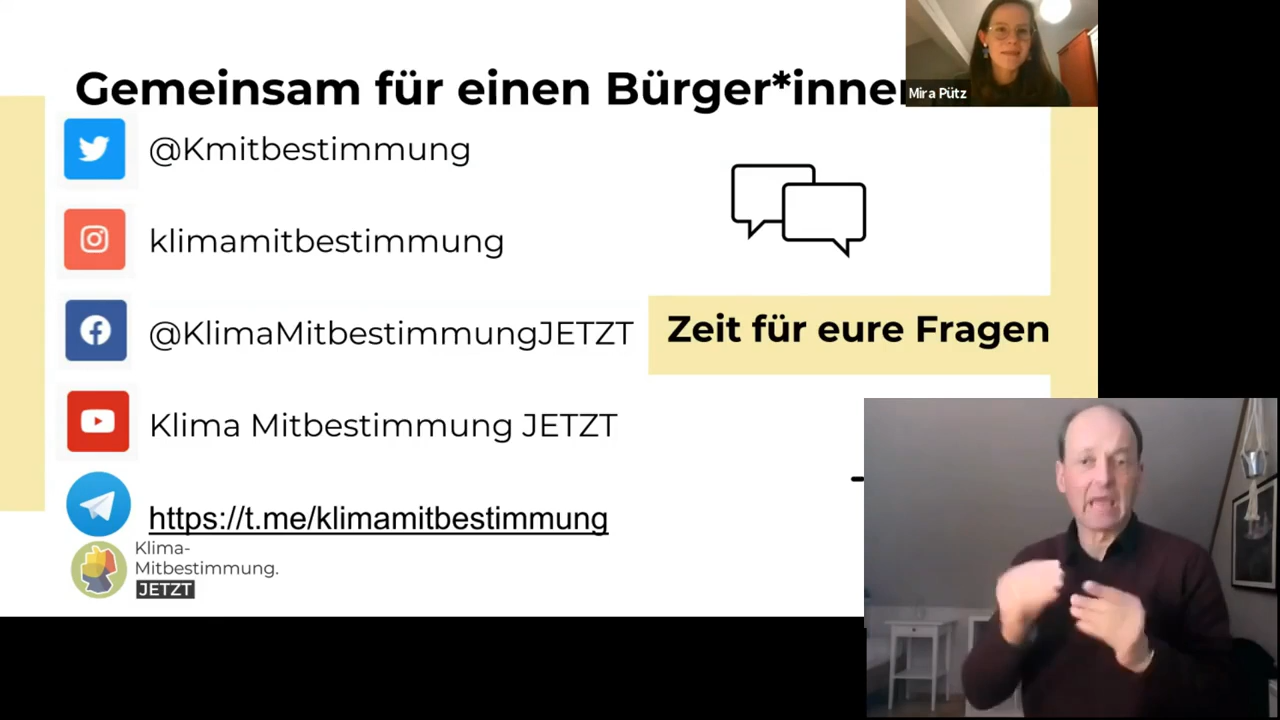 Gemeinsam für einen Bürger*innen
Mira Pütz
@Kmitbestimmung
klimamitbestimmung
@KlimaMitbestimmungJETZT
Zeit für eure Fragen
Klima Mitbestimmung JETZT
https://t.me/klimamitbestimmung
Klima-
Mitbestimmung.
JETZT